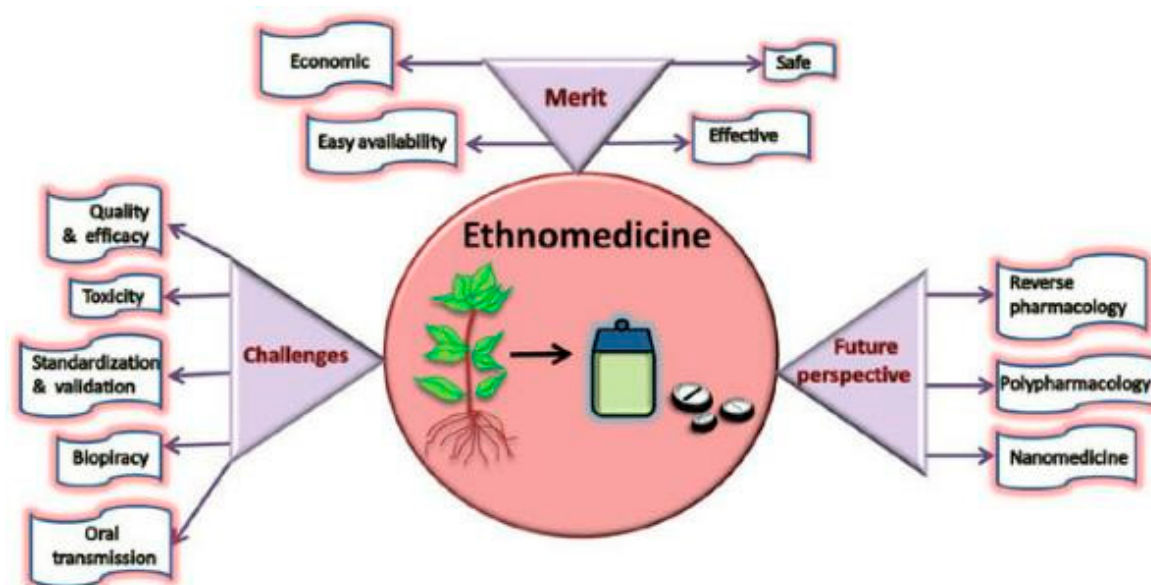 Economic
Safe
Merit
Easy availability
Effective
Quality
& efficacy
Ethnomedicine
Toxicity
Standardization
& validation
Challenges
Biopiracy
Oral
transmission
Future
perspective
Reverse
pharmacology
Polypharmacology
Nanomedicine